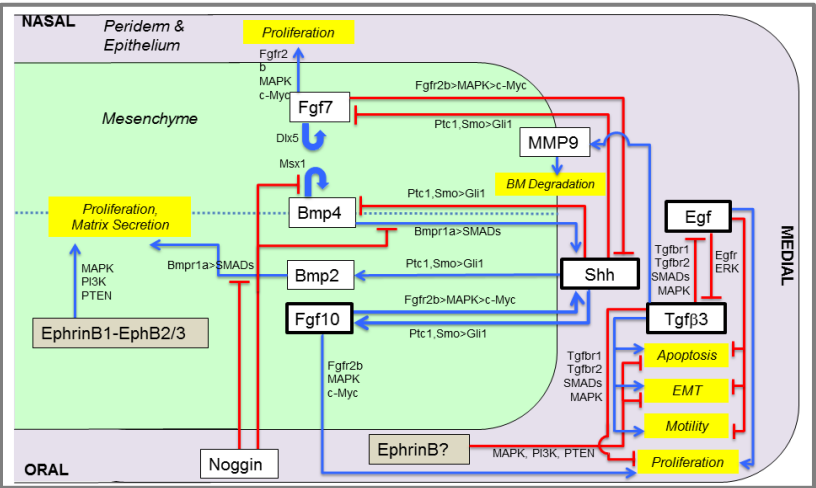 NASAL
Periderm &
Epithelium
Proliferation
Fgfr2
b
MAPK
c-Myc
Fgfr2b>MAPK>c-Myc
Fgf7
Mesenchyme
Ptc1,Smo>Gli1
Dlx5
MMP9
Msx1
BM Degradation
Ptc1,Smo>Gli1
Proliferation,
Matrix Secretion
Bmp4
Egf
Bmpr1a>SMADs
MEDIAL
Tgfbr1
Tgfbr2
SMADs
MAPK
Egfr
ERK
MAPK
PI3K
PTEN
Bmpr1a>SMADs
Bmp2
Ptc1,Smo>Gli1
Shh
Fgfr2b>MAPK>c-Myc
EphrinB1-EphB2/3
Fgf10
Ptc1,Smo>Gli1
Tgfβ3
Fgfr2b
MAPK
c-Myc
Tgfbr1
Tgfbr2
SMADs
MAPK
Apoptosis
EMT
Motility
EphrinB?
MAPK, PI3K, PTEN
Proliferation
ORAL
Noggin